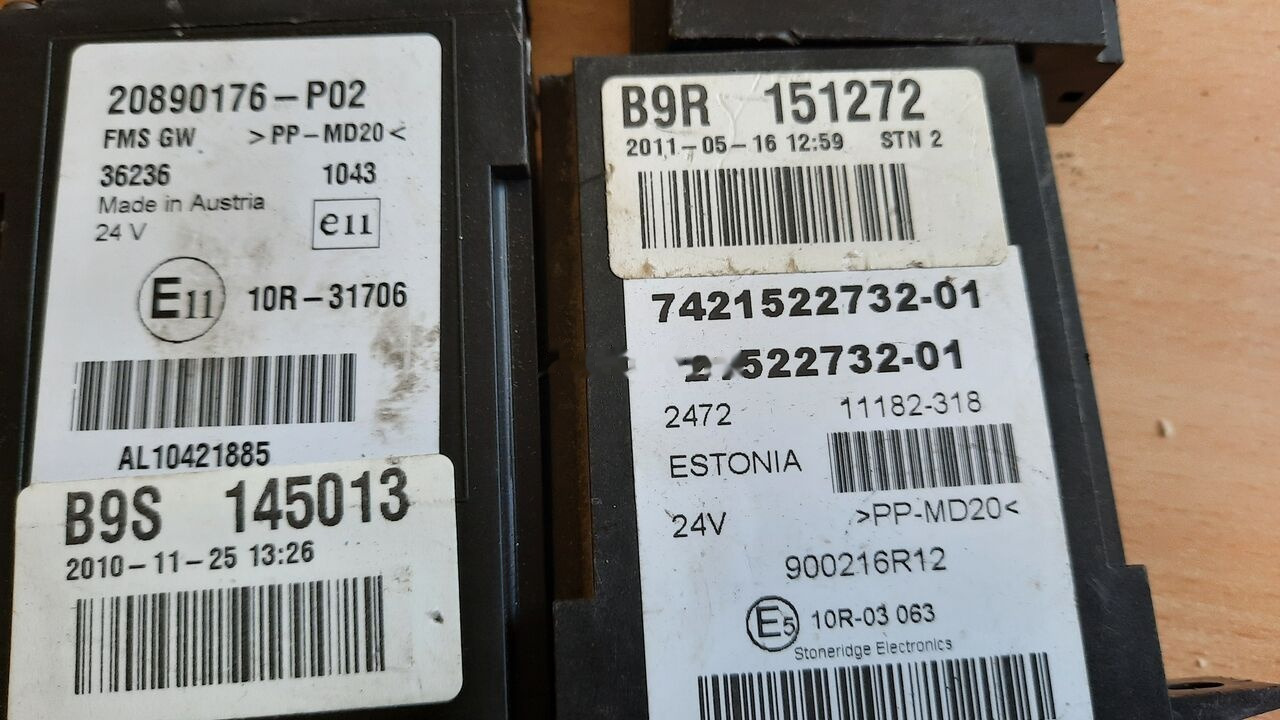 20890176-P02
FMS GW >PP-MD20<
36236 1043
Made in Austria
24 V
e11
E11 10R-31706
AL10421885
B9S 145013
2010-11-25 13:26
B9R 151272
2011-05-16 12:59 STN 2
7421522732-01
522732-01
2472 11182-318
ESTONIA
24V >PP-MD20<
900216R12
E5 10R-03 063
Stoneridge Electronics